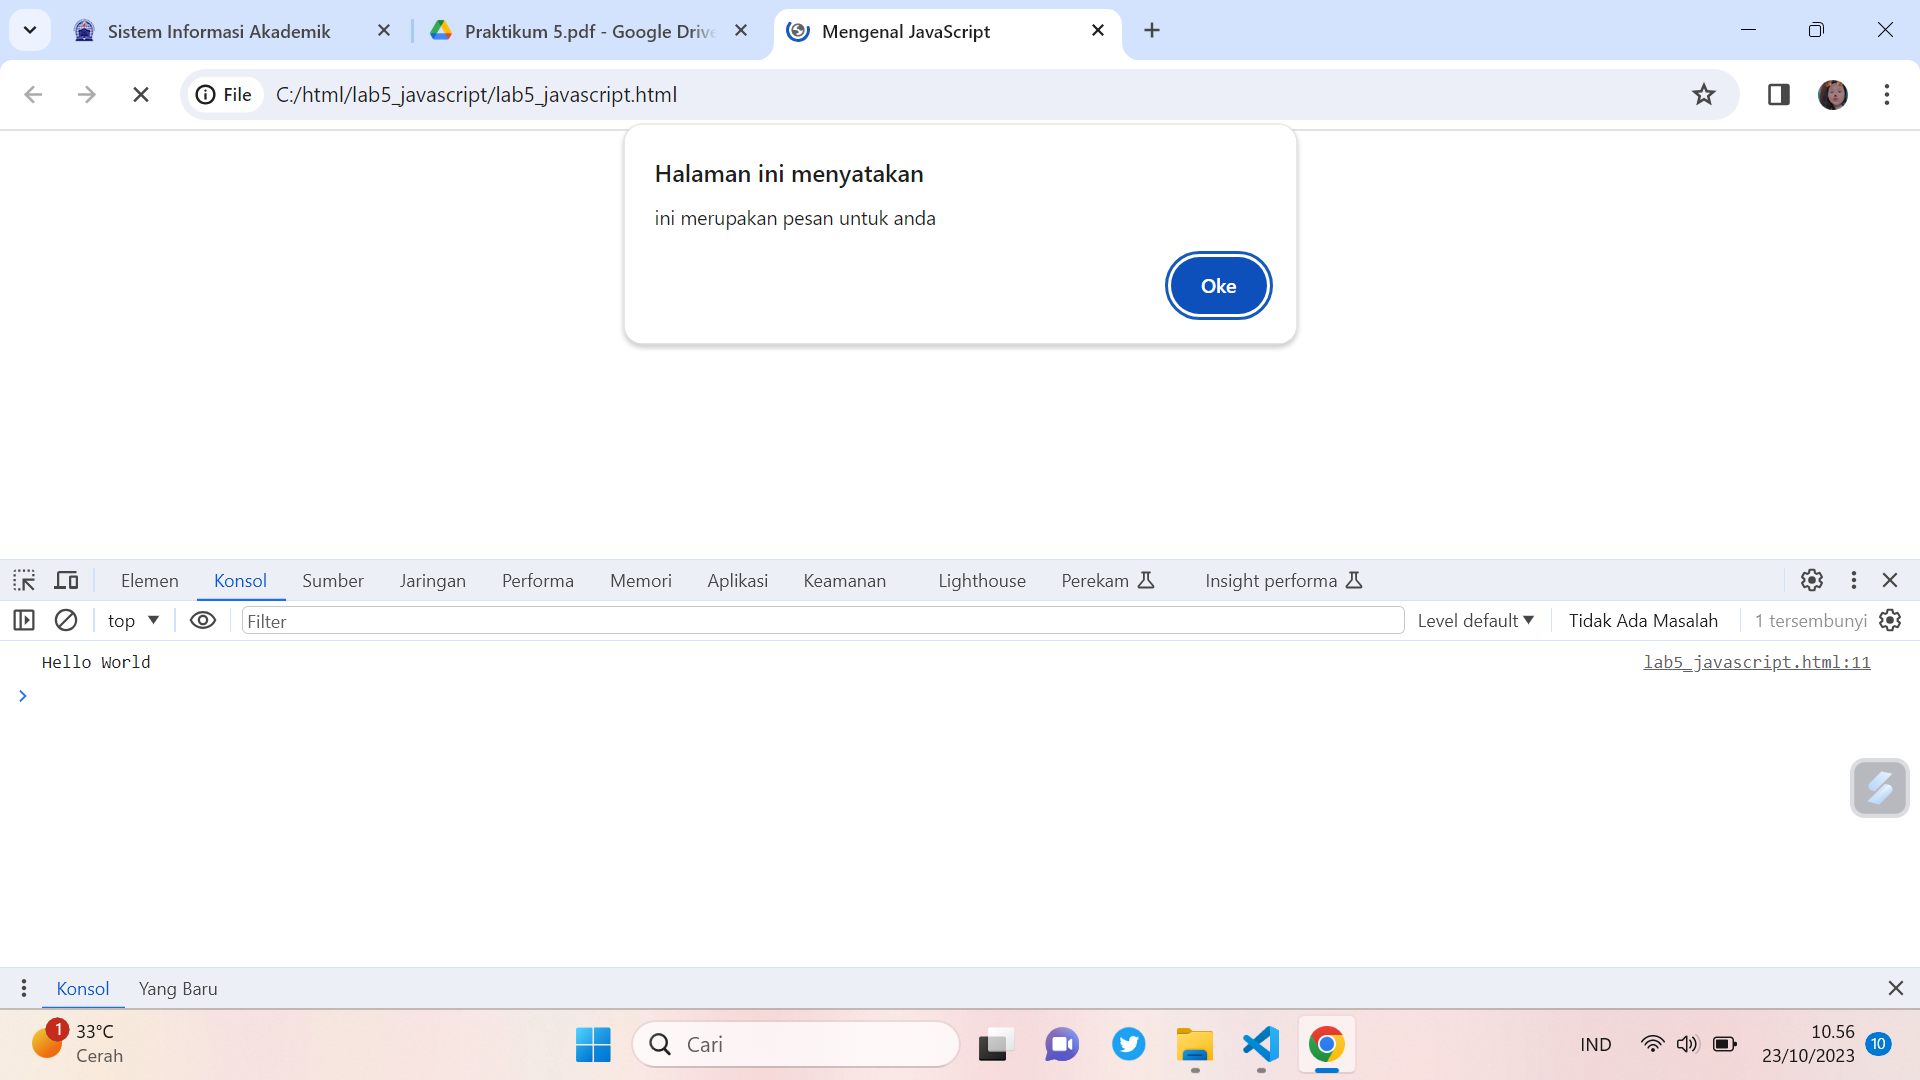 Sistem Informasi Akademik
Praktikum 5.pdf - Google Drive
Mengenal JavaScript
File
C:/html/lab5_javascript/lab5_javascript.html
Halaman ini menyatakan
ini merupakan pesan untuk anda
Oke
Elemen
Konsol
Sumber
Jaringan
Performa
Memori
Aplikasi
Keamanan
Lighthouse
Perekam
Insight performa
top
Filter
Level default
Tidak Ada Masalah
1 tersembunyi
Hello World
lab5_javascript.html:11
Konsol
Yang Baru
1
33°C
Cerah
Cari
IND
10.56
23/10/2023
10